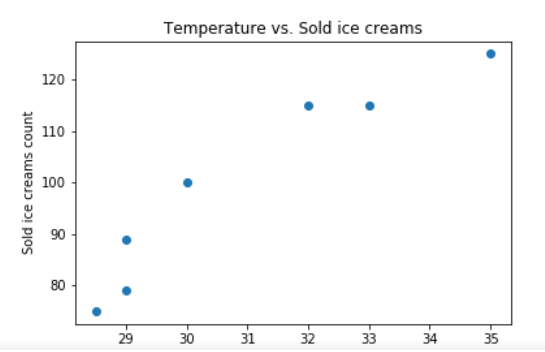 Temperature vs. Sold ice creams
Sold ice creams count
120
110
100
90
80
29 30 31 32 33 34 35